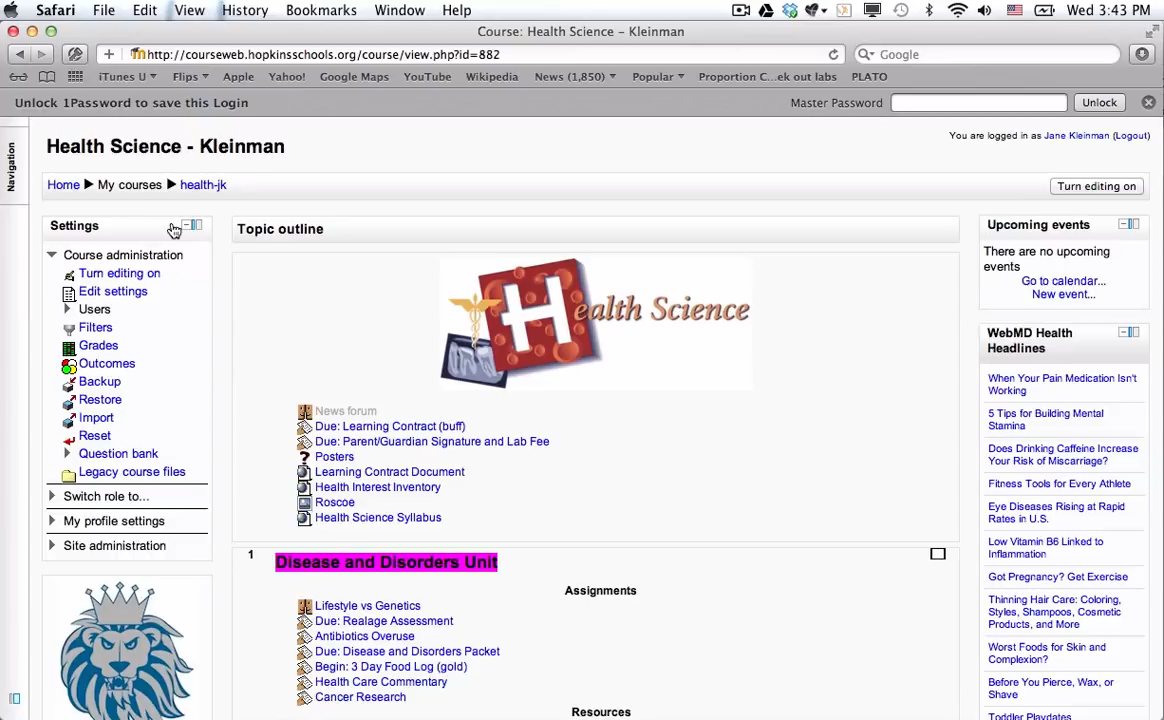 Safari File Edit View History Bookmarks Window Help Wed 3:43 PM
Course: Health Science – Kleinman
http://courseweb.hopkinsschools.org/course/view.php?id=882 Google
iTunes U Flips Apple Yahoo! Google Maps YouTube Wikipedia News (1,850) Popular Proportion C...ek out labs PLATO
Unlock 1Password to save this Login Master Password Unlock
Navigation
Health Science - Kleinman
You are logged in as Jane Kleinman (Logout)
Home ► My courses ► health-jk
Turn editing on
Settings
Course administration
Turn editing on
Edit settings
Users
Filters
Grades
Outcomes
Backup
Restore
Import
Reset
Question bank
Legacy course files
Switch role to...
My profile settings
Site administration
Topic outline
Health Science
News forum
Due: Learning Contract (buff)
Due: Parent/Guardian Signature and Lab Fee
Posters
Learning Contract Document
Health Interest Inventory
Roscoe
Health Science Syllabus
1
Disease and Disorders Unit
Assignments
Lifestyle vs Genetics
Due: Realage Assessment
Antibiotics Overuse
Due: Disease and Disorders Packet
Begin: 3 Day Food Log (gold)
Health Care Commentary
Cancer Research
Resources
Upcoming events
There are no upcoming
events
Go to calendar...
New event...
WebMD Health
Headlines
When Your Pain Medication Isn't
Working
5 Tips for Building Mental
Stamina
Does Drinking Caffeine Increase
Your Risk of Miscarriage?
Fitness Tools for Every Athlete
Eye Diseases Rising at Rapid
Rates in U.S.
Low Vitamin B6 Linked to
Inflammation
Got Pregnancy? Get Exercise
Thinning Hair Care: Coloring,
Styles, Shampoos, Cosmetic
Products, and More
Worst Foods for Skin and
Complexion?
Before You Pierce, Wax, or
Shave
Toddler Playdates